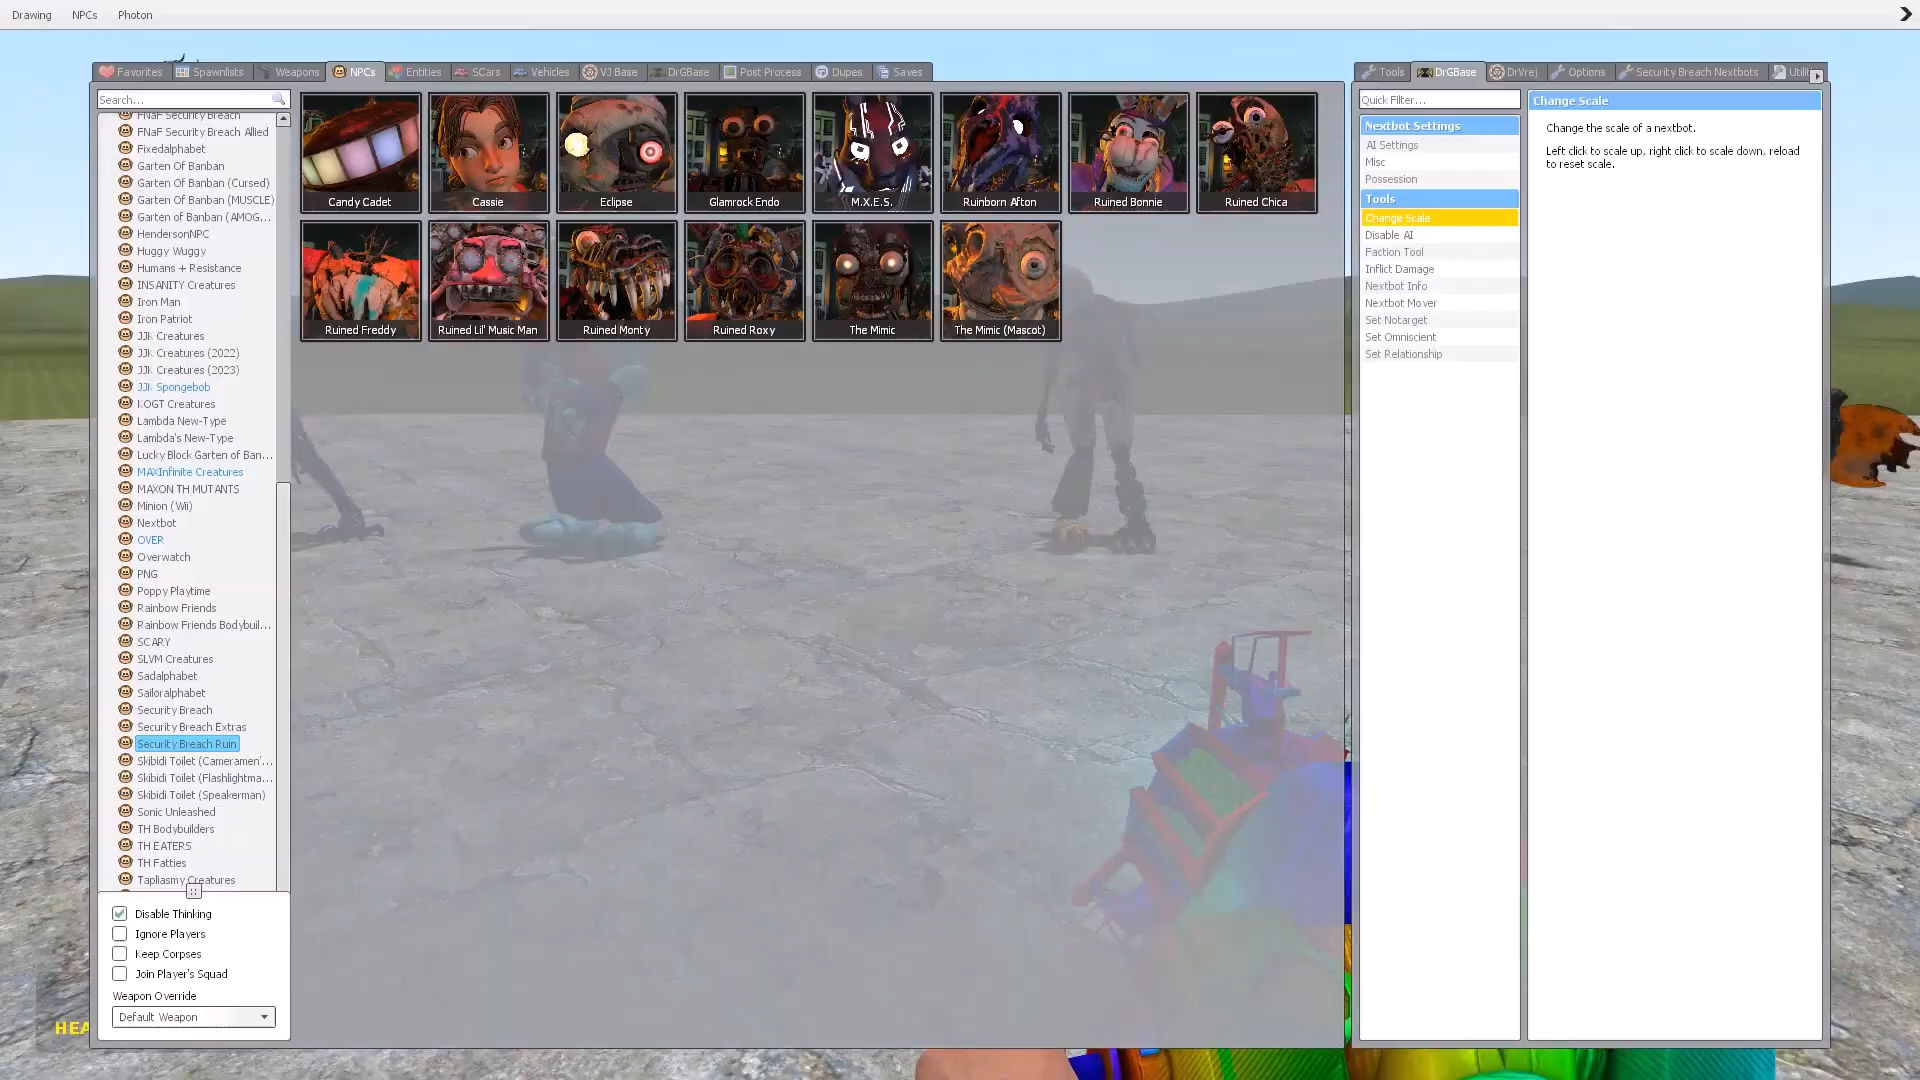 Drawing NPCs Photon
Favorites Spawnlists Weapons NPCs Entities SCars Vehicles VJ Base DrGBase Post Process Dupes Saves
Search...
FNaF Security Breach
FNaF Security Breach Allied
Fixedalphabet
Garten Of Banban
Garten Of Banban (Cursed)
Garten Of Banban (MUSCLE)
Garten of Banban (AMOG...
HendersonNPC
Huggy Wuggy
Humans + Resistance
INSANITY Creatures
Iron Man
Iron Patriot
JJK Creatures
JJK Creatures (2022)
JJK Creatures (2023)
JJK Spongebob
KOGT Creatures
Lambda New-Type
Lambda's New-Type
Lucky Block Garten of Ban...
MAXInfinite Creatures
MAXON TH MUTANTS
Minion (Wii)
Nextbot
OVER
Overwatch
PNG
Poppy Playtime
Rainbow Friends
Rainbow Friends Bodybuil...
SCARY
SLVM Creatures
Sadalphabet
Sailoralphabet
Security Breach
Security Breach Extras
Security Breach Ruin
Skibidi Toilet (Cameramen'...
Skibidi Toilet (Flashlightma...
Skibidi Toilet (Speakerman)
Sonic Unleashed
TH Bodybuilders
TH EATERS
TH Fatties
Tapliasmy Creatures
Disable Thinking
Ignore Players
Keep Corpses
Join Player's Squad
Weapon Override
Default Weapon
HEA
Candy Cadet Cassie Eclipse Glamrock Endo M.X.E.S. Ruinborn Afton Ruined Bonnie Ruined Chica
Ruined Freddy Ruined Lil' Music Man Ruined Monty Ruined Roxy The Mimic The Mimic (Mascot)
Tools DrGBase DrVrej Options Security Breach Nextbots Utili
Quick Filter...
Nextbot Settings
AI Settings
Misc
Possession
Tools
Change Scale
Disable AI
Faction Tool
Inflict Damage
Nextbot Info
Nextbot Mover
Set Notarget
Set Omniscient
Set Relationship
Change Scale
Change the scale of a nextbot.
Left click to scale up, right click to scale down, reload
to reset scale.